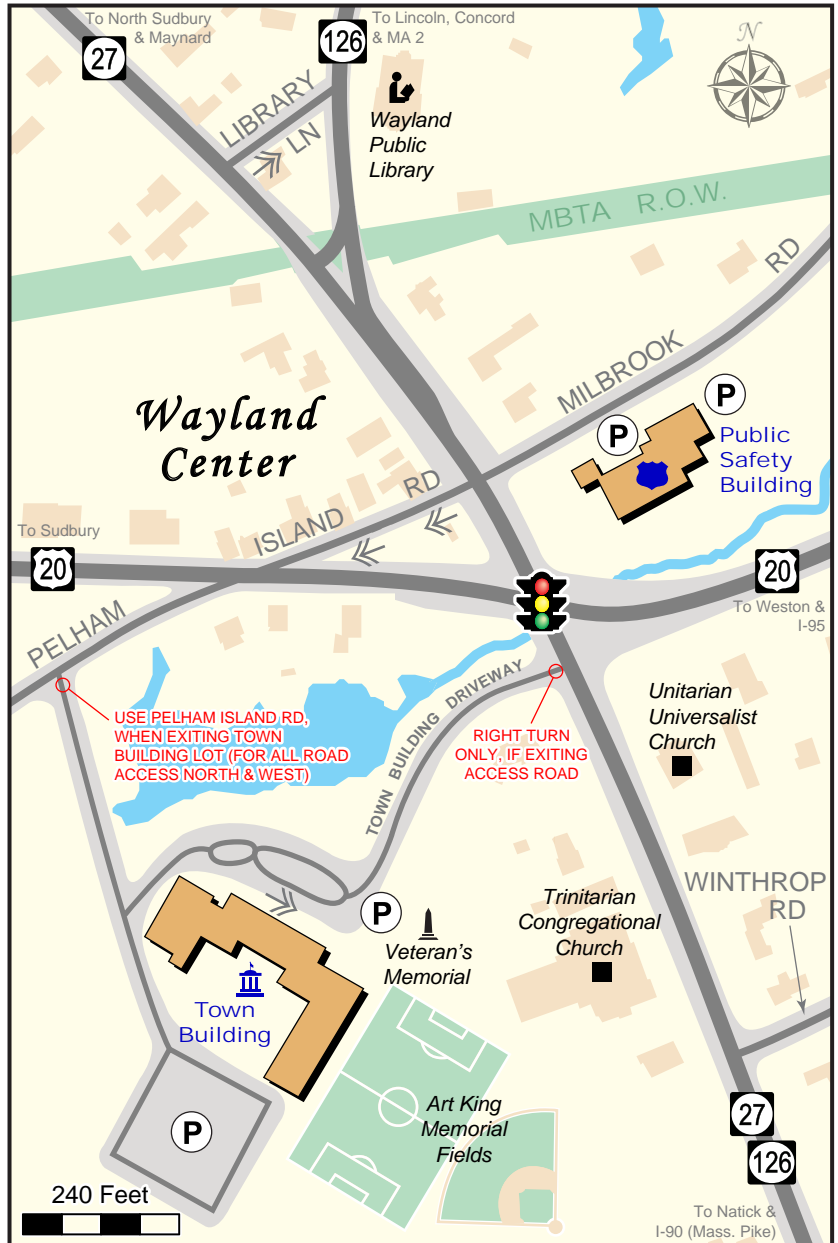 To North Sudbury
& Maynard
27
126
To Lincoln, Concord
& MA 2
N
LIBRARY
LN
Wayland
Public
Library
MBTA R.O.W.
MILBROOK
RD
Wayland
Center
P
P
Public
Safety
Building
To Sudbury
20
PELHAM
ISLAND
RD
20
To Weston &
I-95
USE PELHAM ISLAND RD,
WHEN EXITING TOWN
BUILDING LOT (FOR ALL ROAD
ACCESS NORTH & WEST)
TOWN BUILDING DRIVEWAY
RIGHT TURN
ONLY, IF EXITING
ACCESS ROAD
Unitarian
Universalist
Church
WINTHROP
RD
Trinitarian
Congregational
Church
P
Veteran's
Memorial
Town
Building
Art King
Memorial
Fields
P
27
126
240 Feet
To Natick &
I-90 (Mass. Pike)